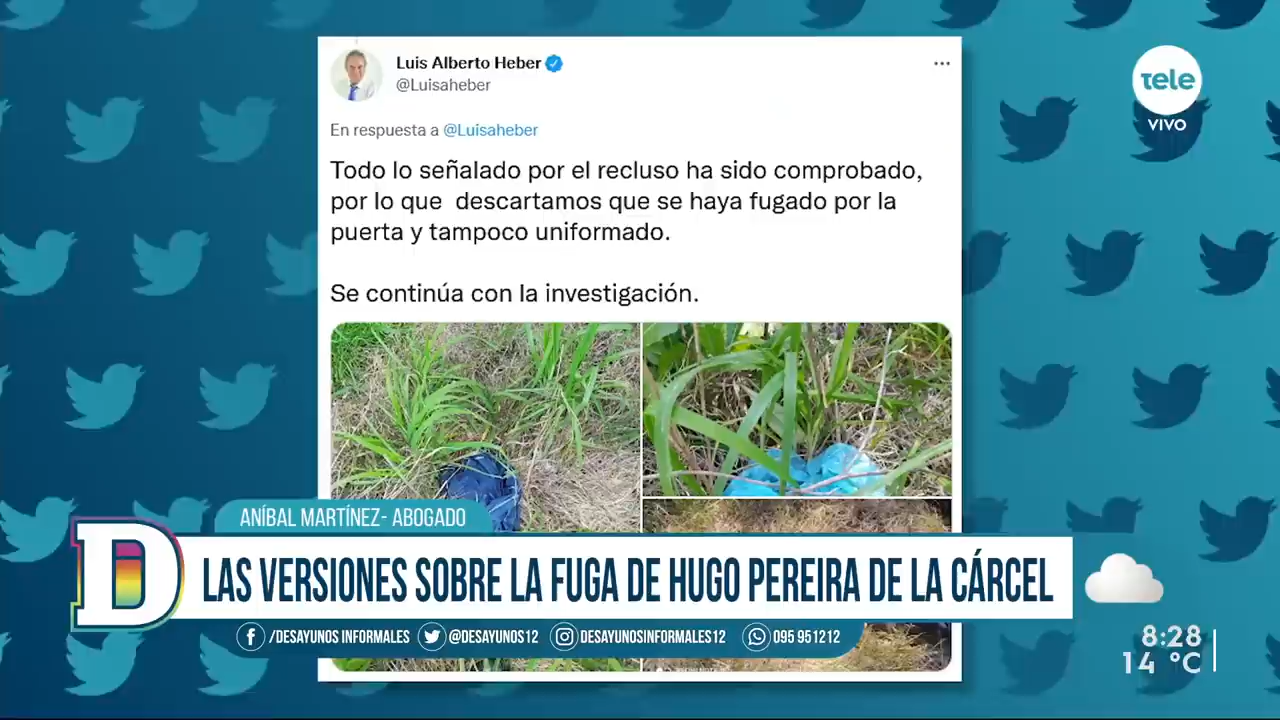 Luis Alberto Heber
@Luisaheber
En respuesta a @Luisaheber
Todo lo señalado por el recluso ha sido comprobado,
por lo que descartamos que se haya fugado por la
puerta y tampoco uniformado.
Se continúa con la investigación.
tele
VIVO
ANÍBAL MARTÍNEZ- ABOGADO
D
LAS VERSIONES SOBRE LA FUGA DE HUGO PEREIRA DE LA CÁRCEL
/DESAYUNOS INFORMALES @DESAYUNOS12 DESAYUNOSINFORMALES12 095 951212
8:28
14 °C